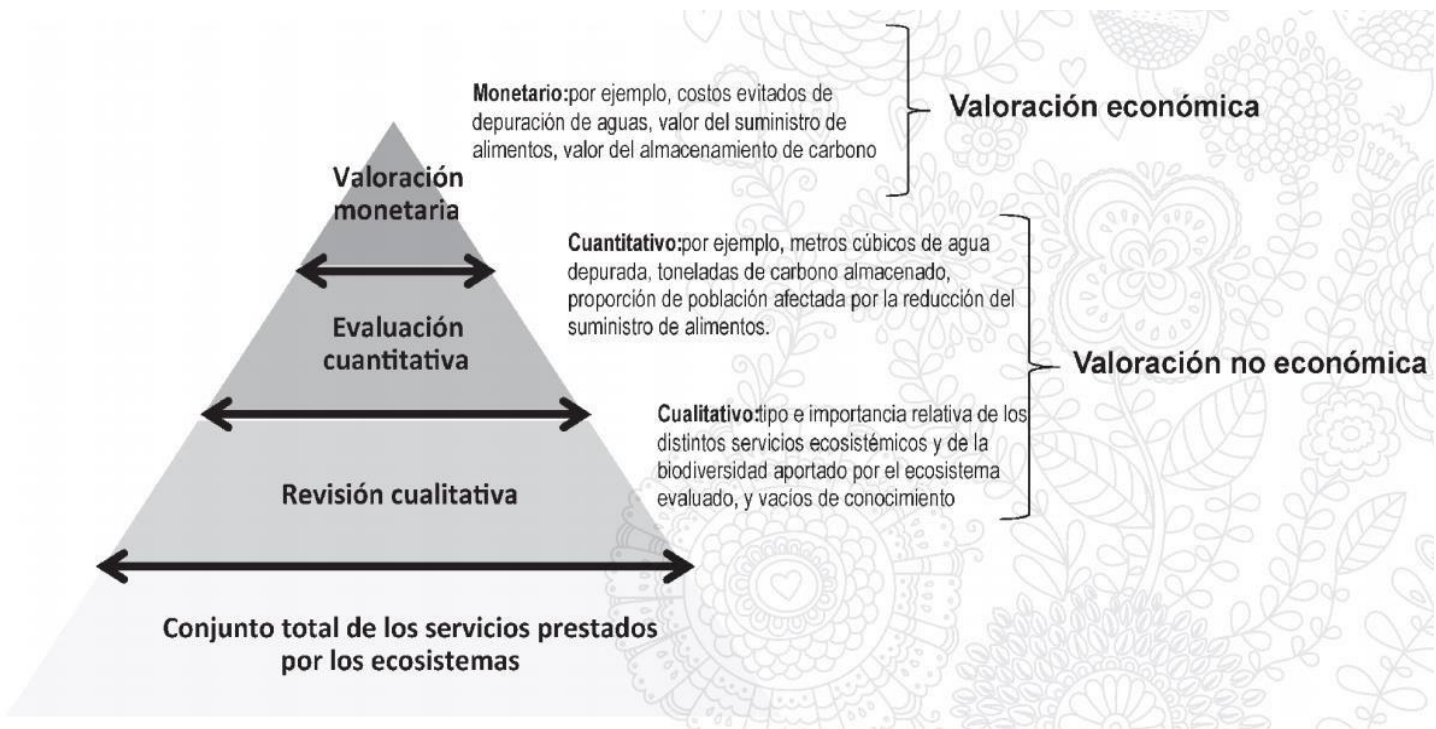 Monetario:por ejemplo, costos evitados de
depuración de aguas, valor del suministro de
alimentos, valor del almacenamiento de carbono
Valoración económica
Valoración
monetaria
Cuantitativo:por ejemplo, metros cúbicos de agua
depurada, toneladas de carbono almacenado,
proporción de población afectada por la reducción del
suministro de alimentos.
Evaluación
cuantitativa
Valoración no económica
Cualitativo:tipo e importancia relativa de los
distintos servicios ecosistémicos y de la
biodiversidad aportado por el ecosistema
evaluado, y vacíos de conocimiento
Revisión cualitativa
Conjunto total de los servicios prestados
por los ecosistemas